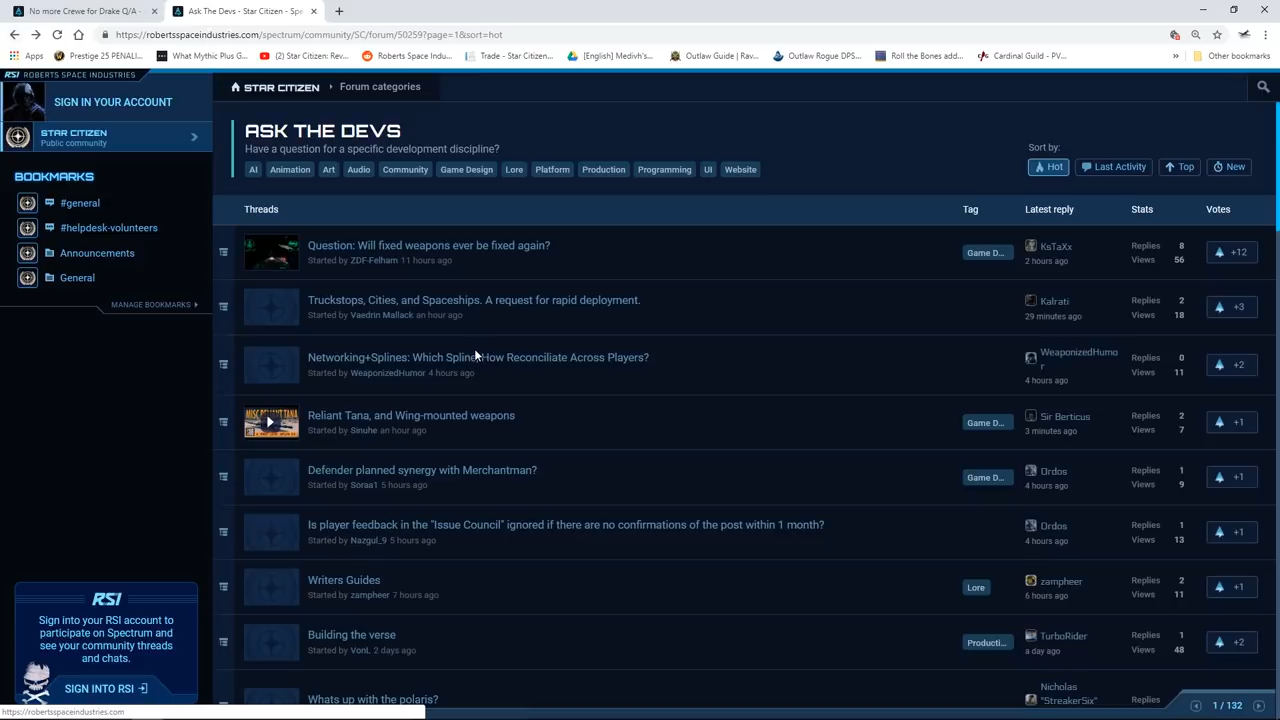 No more Crewe for Drake Q/A -
Ask The Devs - Star Citizen - Spe
https://robertsspaceindustries.com/spectrum/community/SC/forum/50259?page=1&sort=hot
Apps
Prestige 25 PENALI...
What Mythic Plus G...
Star Citizen: Rev...
Roberts Space Indu...
Trade - Star Citizen...
[English] Medivh's...
Outlaw Guide | Rav...
Outlaw Rogue DPS...
Roll the Bones add...
Cardinal Guild - PV...
»
Other bookmarks
RSI ROBERTS SPACE INDUSTRIES
SIGN IN YOUR ACCOUNT
STAR CITIZEN
Public community
BOOKMARKS
#general
#helpdesk-volunteers
Announcements
General
MANAGE BOOKMARKS
RSI
Sign into your RSI account to
participate on Spectrum and
see your community threads
and chats.
SIGN INTO RSI
https://robertsspaceindustries.com
STAR CITIZEN
Forum categories
ASK THE DEVS
Have a question for a specific development discipline?
AI Animation Art Audio Community Game Design Lore Platform Production Programming UI Website
Sort by:
Hot Last Activity Top New
Threads Tag Latest reply Stats Votes
Question: Will fixed weapons ever be fixed again?
Started by ZDF-Felham 11 hours ago
Game D...
KsTaXx
2 hours ago
Replies 8
Views 56
+12
Truckstops, Cities, and Spaceships. A request for rapid deployment.
Started by Vaedrin Mallack an hour ago
Kalrati
29 minutes ago
Replies 2
Views 18
+3
Networking+Splines: Which Spline How Reconciliate Across Players?
Started by WeaponizedHumor 4 hours ago
WeaponizedHumo
r
4 hours ago
Replies 0
Views 11
+2
MISC RELIANT TANA
Reliant Tana, and Wing-mounted weapons
Started by Sinuhe an hour ago
Game D...
Sir Berticus
3 minutes ago
Replies 2
Views 7
+1
Defender planned synergy with Merchantman?
Started by Soraa1 5 hours ago
Game D...
Ordos
4 hours ago
Replies 1
Views 9
+1
Is player feedback in the "Issue Council" ignored if there are no confirmations of the post within 1 month?
Started by Nazgul_9 5 hours ago
Ordos
4 hours ago
Replies 1
Views 13
+1
Writers Guides
Started by zampheer 7 hours ago
Lore
zampheer
6 hours ago
Replies 2
Views 11
+1
Building the verse
Started by VonL 2 days ago
Producti...
TurboRider
a day ago
Replies 1
Views 48
+2
Whats up with the polaris?
Nicholas
"StreakerSix"
Replies
1 / 132